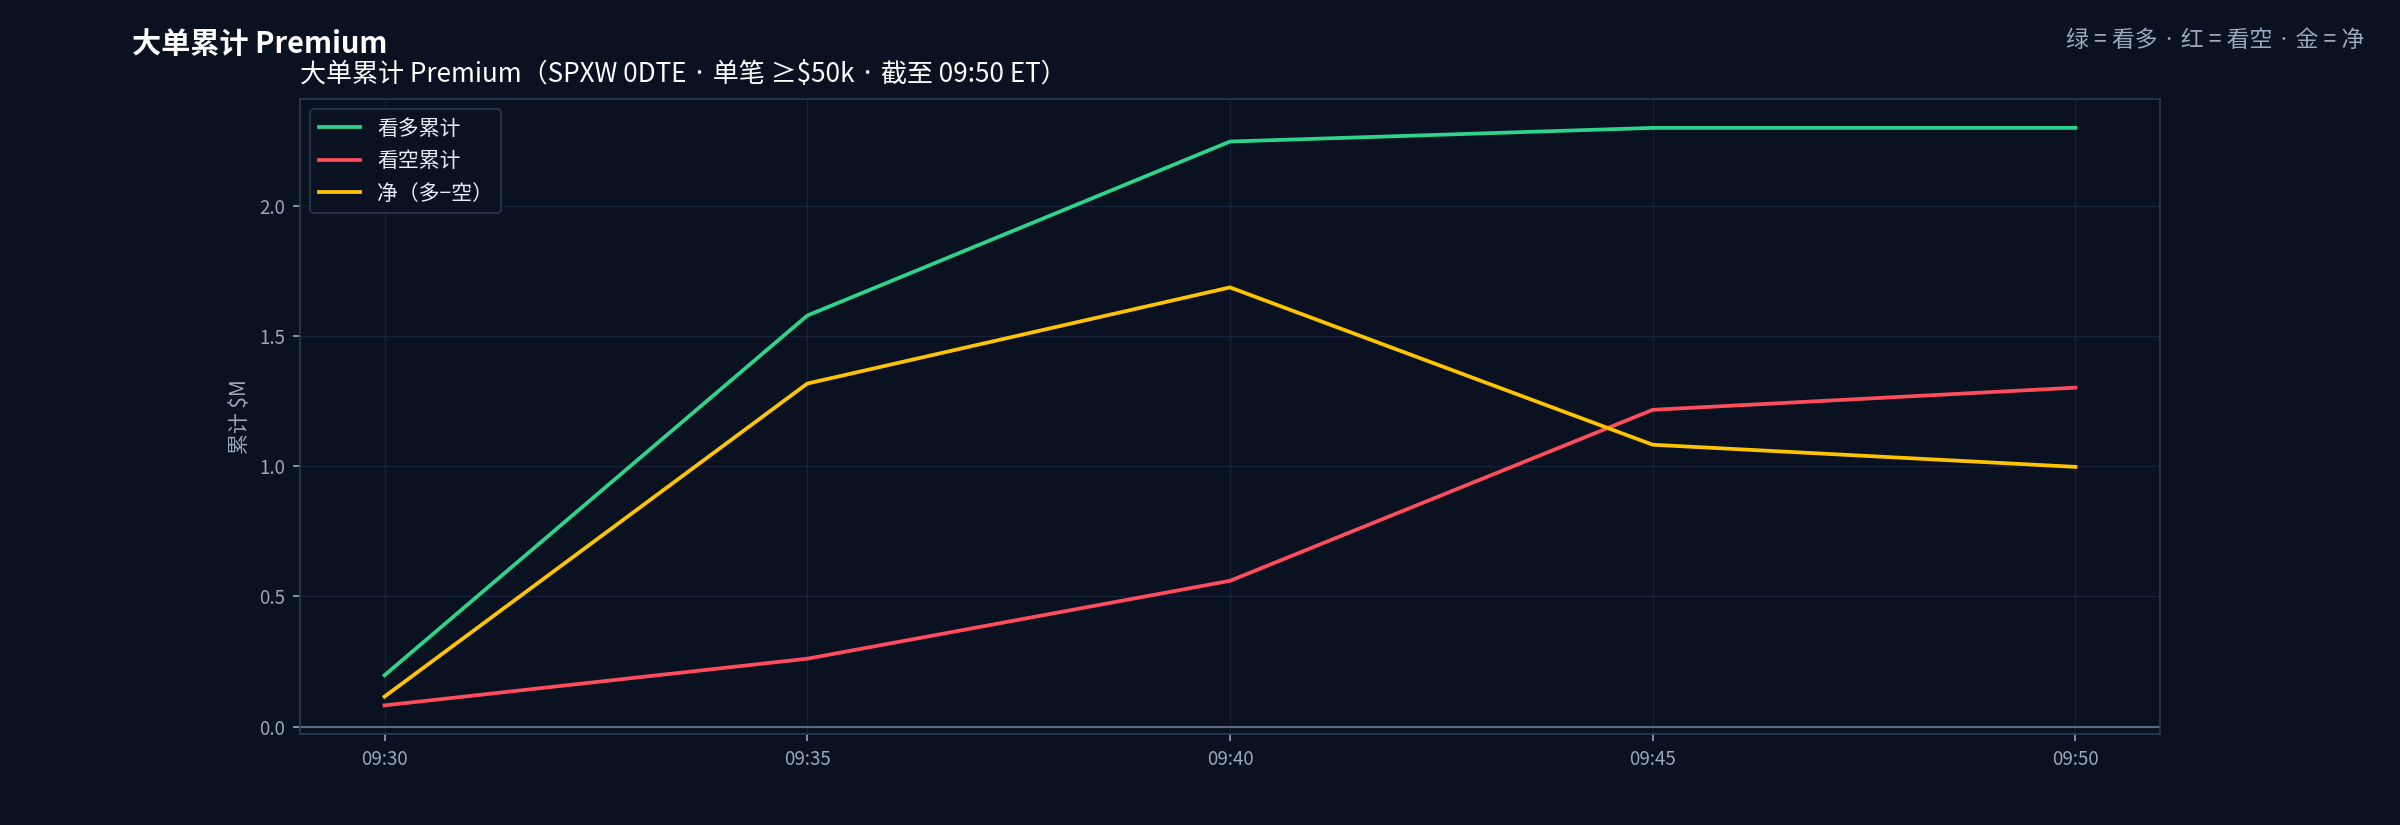 大单累计 Premium
绿 = 看多 · 红 = 看空 · 金 = 净
大单累计 Premium（SPXW 0DTE · 单笔 ≥$50k · 截至 09:50 ET）
看多累计
看空累计
净（多−空）
累计 $M
2.0
1.5
1.0
0.5
0.0
09:30
09:35
09:40
09:45
09:50